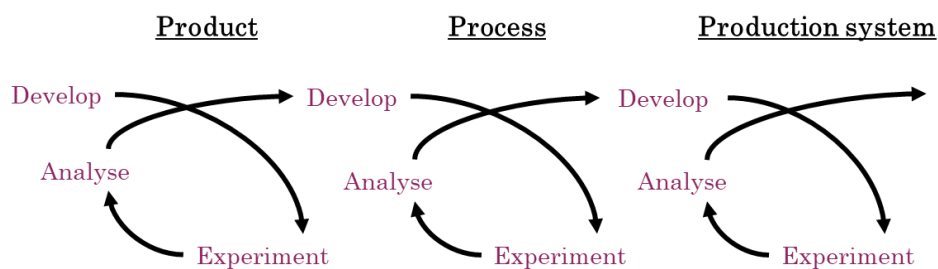 Product
Process
Production system
Develop
Develop
Develop
Analyse
Analyse
Analyse
Experiment
Experiment
Experiment